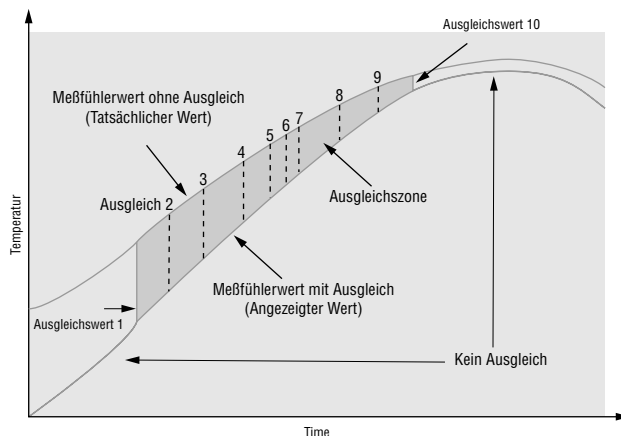 Ausgleichswert 10
Meßfühlerwert ohne Ausgleich
(Tatsächlicher Wert)
9
8
7
6
5
4
3
Ausgleich 2
Ausgleichszone
Temperatur
Meßfühlerwert mit Ausgleich
(Angezeigter Wert)
Ausgleichswert 1
Kein Ausgleich
Time